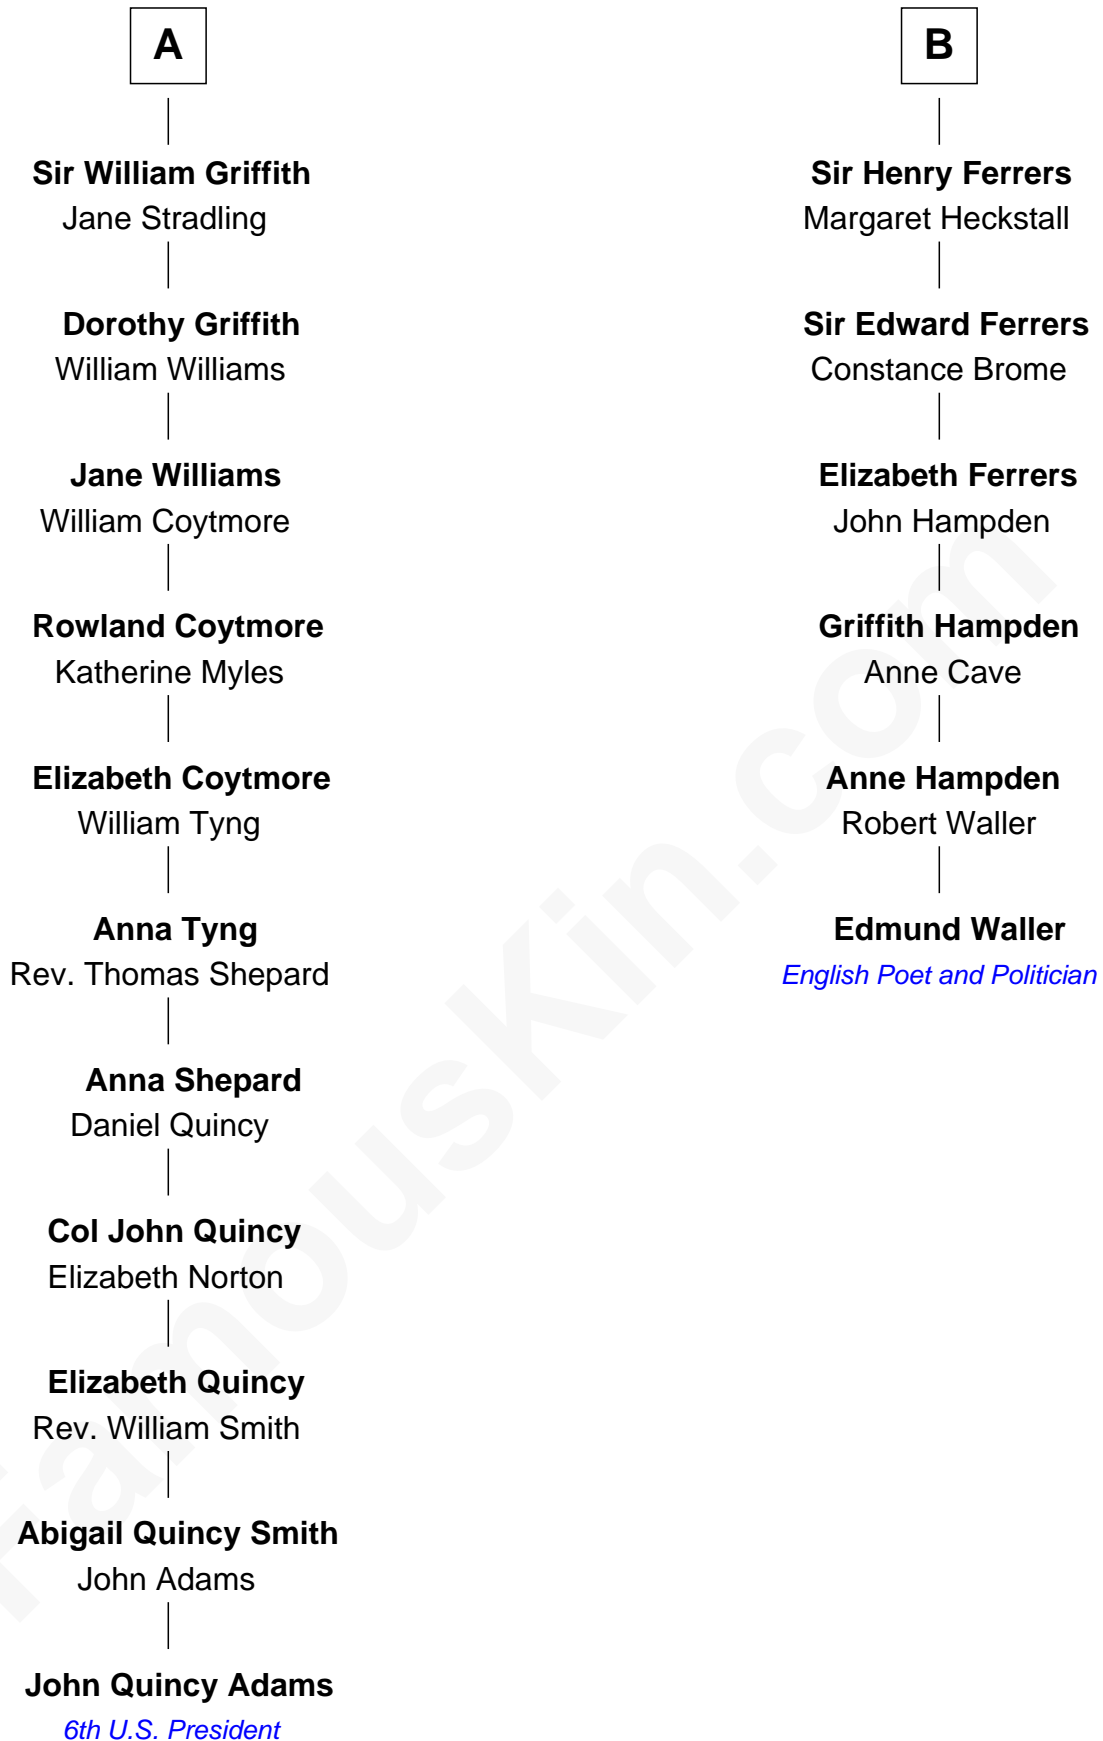 A
Sir William Griffith
Jane Stradling
Dorothy Griffith
William Williams
Jane Williams
William Coytmore
Rowland Coytmore
Katherine Myles
Elizabeth Coytmore
William Tyng
Anna Tyng
Rev. Thomas Shepard
Anna Shepard
Daniel Quincy
Col John Quincy
Elizabeth Norton
Elizabeth Quincy
Rev. William Smith
Abigail Quincy Smith
John Adams
John Quincy Adams
6th U.S. President
B
Sir Henry Ferrers
Margaret Heckstall
Sir Edward Ferrers
Constance Brome
Elizabeth Ferrers
John Hampden
Griffith Hampden
Anne Cave
Anne Hampden
Robert Waller
Edmund Waller
English Poet and Politician
FamousKin.com